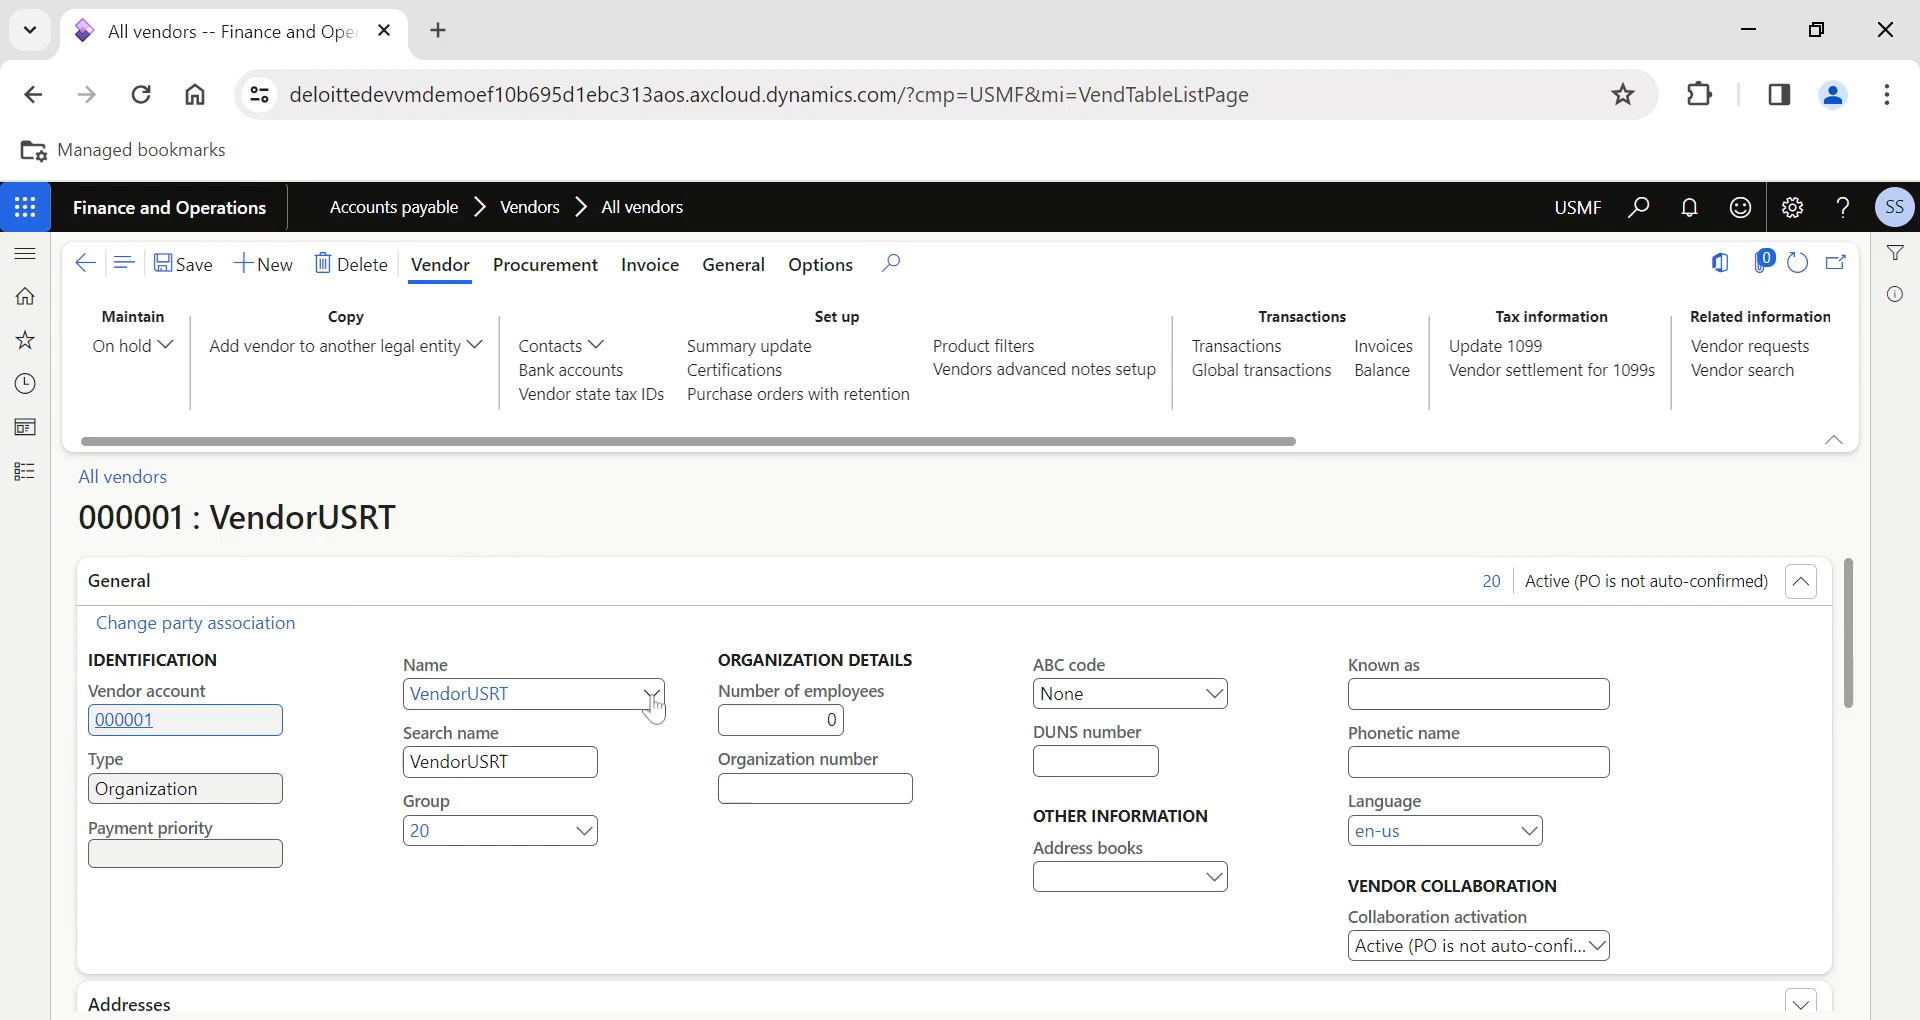 All vendors -- Finance and Ope
deloittedevvmdemoef10b695d1ebc313aos.axcloud.dynamics.com/?cmp=USMF&mi=VendTableListPage
Managed bookmarks
Finance and Operations
Accounts payable > Vendors > All vendors
USMF
?
SS
Save
New
Delete
Vendor
Procurement
Invoice
General
Options
0
Maintain
On hold
Copy
Add vendor to another legal entity
Set up
Contacts
Bank accounts
Vendor state tax IDs
Summary update
Certifications
Purchase orders with retention
Product filters
Vendors advanced notes setup
Transactions
Transactions
Global transactions
Invoices
Balance
Tax information
Update 1099
Vendor settlement for 1099s
Related information
Vendor requests
Vendor search
All vendors
000001 : VendorUSRT
General
20
Active (PO is not auto-confirmed)
Change party association
IDENTIFICATION
Vendor account
000001
Type
Organization
Payment priority
Name
VendorUSRT
Search name
VendorUSRT
Group
20
ORGANIZATION DETAILS
Number of employees
0
Organization number
ABC code
None
DUNS number
OTHER INFORMATION
Address books
Known as
Phonetic name
Language
en-us
VENDOR COLLABORATION
Collaboration activation
Active (PO is not auto-confi...
Addresses